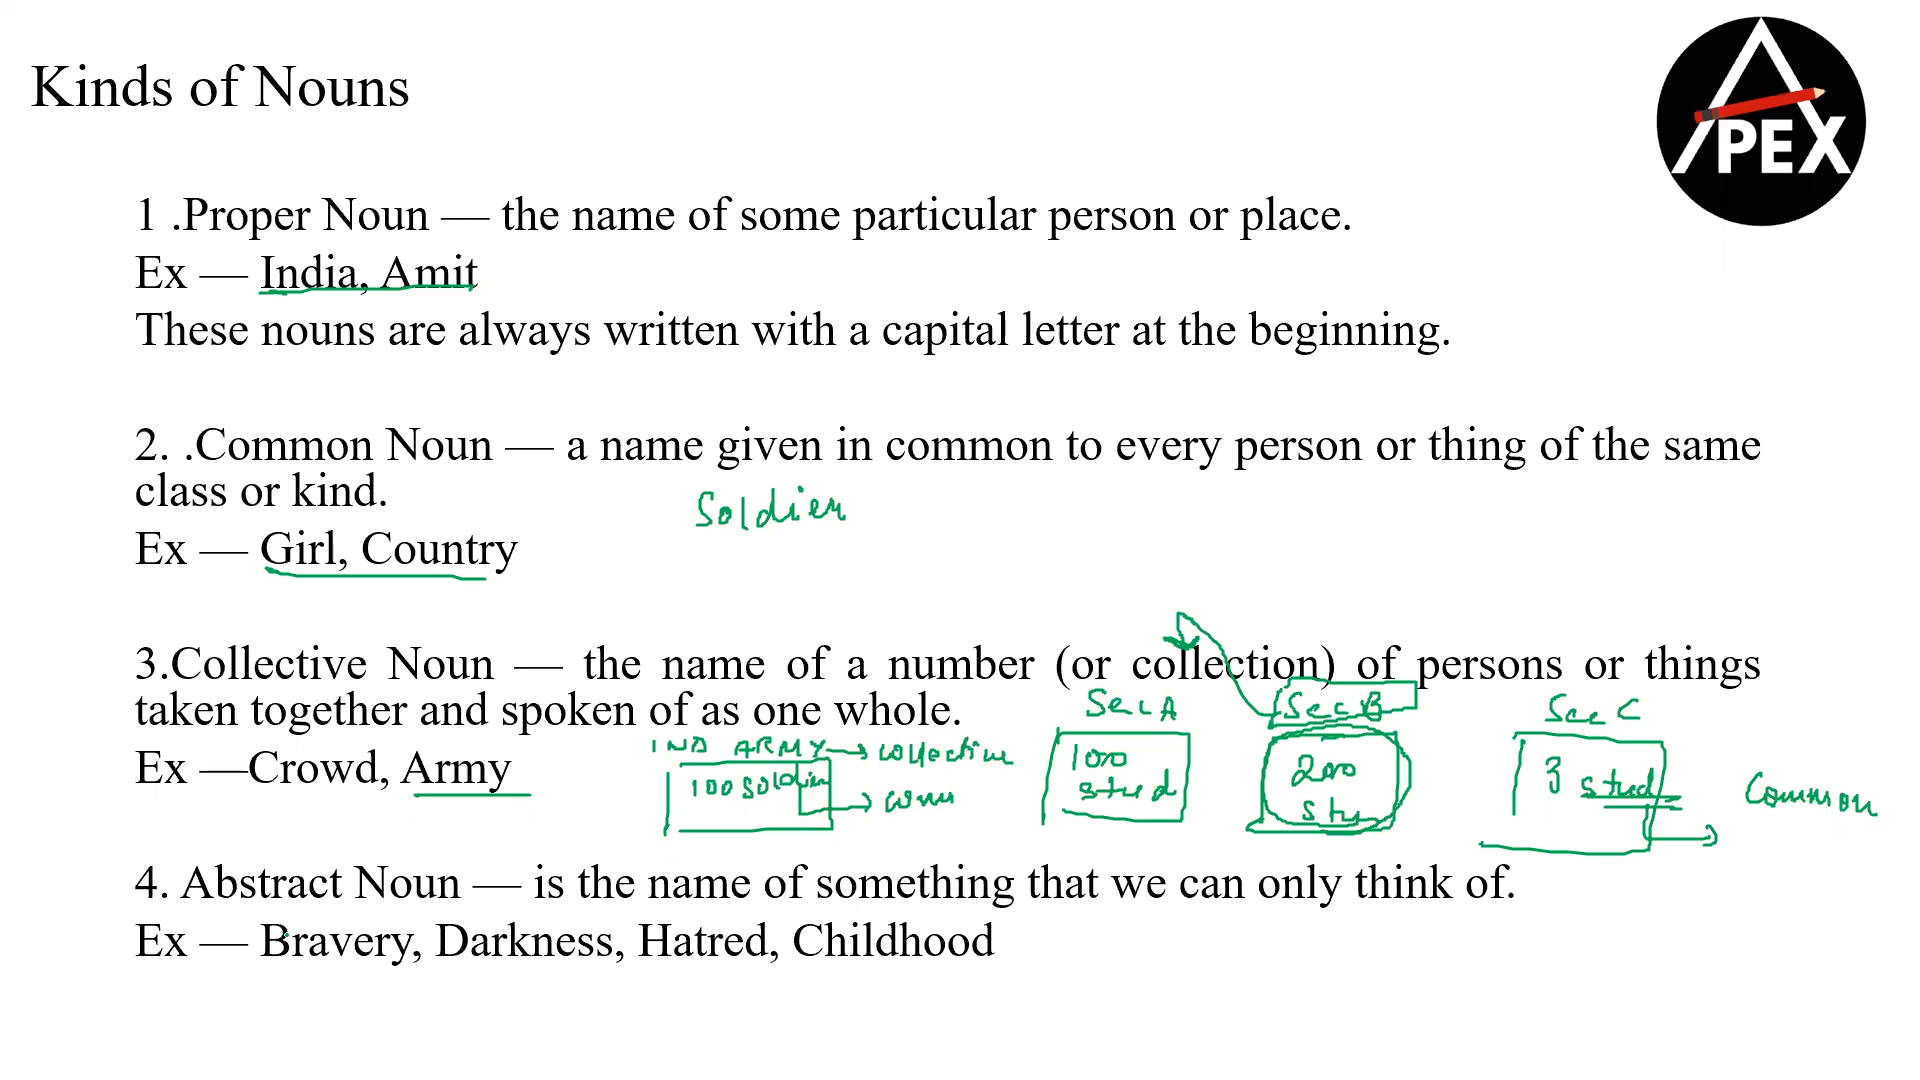 Kinds of Nouns
APEX
1 .Proper Noun — the name of some particular person or place.
Ex — India, Amit
These nouns are always written with a capital letter at the beginning.
2. .Common Noun — a name given in common to every person or thing of the same
class or kind.
Soldier
Ex — Girl, Country
3.Collective Noun — the name of a number (or collection) of persons or things
taken together and spoken of as one whole.
Sec A
Sec B
Sec C
Ex —Crowd, Army
IND ARMY → collective
100 soldier
100
stud
200
stu
3 stud
Common
4. Abstract Noun — is the name of something that we can only think of.
Ex — Bravery, Darkness, Hatred, Childhood